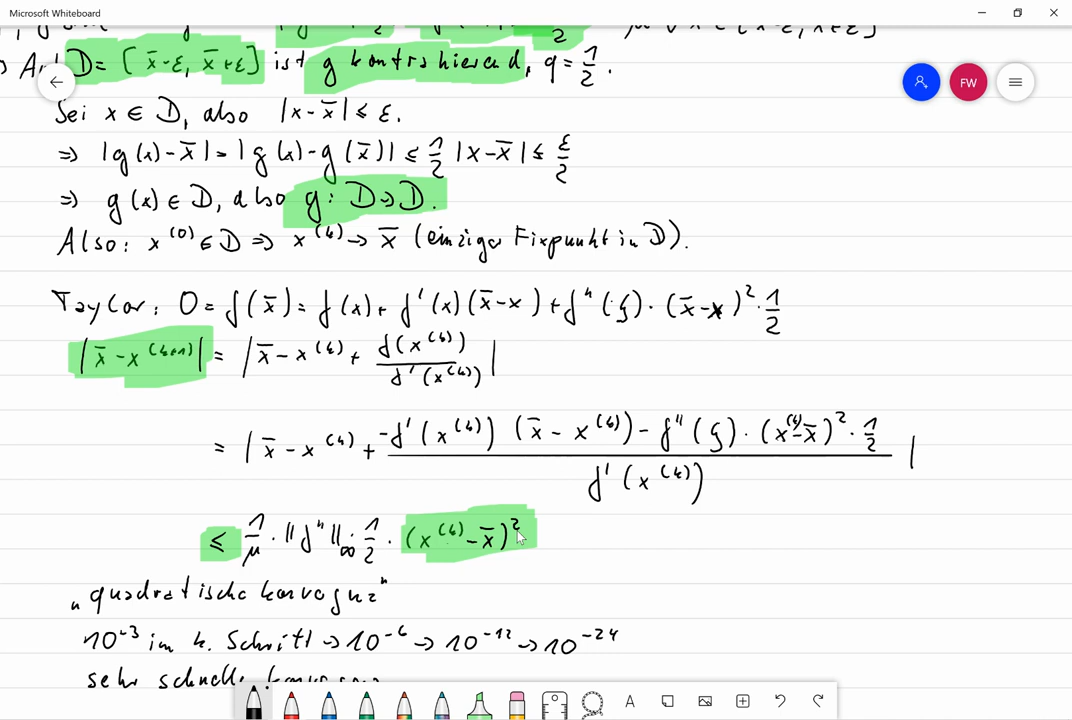 Microsoft Whiteboard
D = [x̄-ε, x̄+ε] ist g kontrahierend, q = 1/2.
FW
Sei x ∈ D, also |x-x̄| ≤ ε.
⇒ |g(x)-x̄| = |g(x)-g(x̄)| ≤ 1/2 |x-x̄| ≤ ε/2
⇒ g(x) ∈ D, also g: D→D.
Also: x^(0) ∈ D ⇒ x^(k) → x̄ (einziger Fixpunkt in D).
Taylor: 0 = f(x̄) = f(x) + f'(x)(x̄-x) + f''(ξ)·(x̄-x)²·1/2
|x̄ - x^(k+1)| = |x̄ - x^(k) + f(x^(k))/f'(x^(k))|
= |x̄ - x^(k) + (-f'(x^(k)) (x̄ - x^(k)) - f''(ξ)·(x^(k)-x̄)²·1/2)/f'(x^(k))|
≤ 1/μ · ||f''||∞ · 1/2 · (x^(k) - x̄)²
"quadratische Konvergenz"
10^-3 im k. Schritt → 10^-6 → 10^-12 → 10^-24
sehr schnelle
A